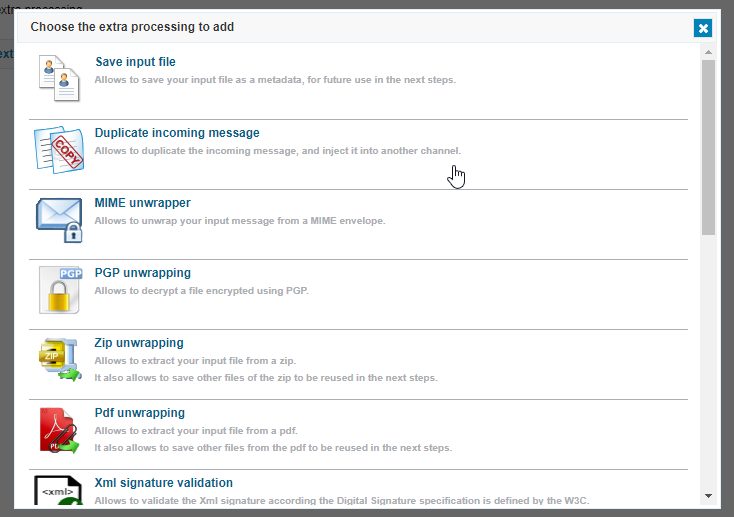 extra processing
Choose the extra processing to add
ext
Save input file
Allows to save your input file as a metadata, for future use in the next steps.
COPY
Duplicate incoming message
Allows to duplicate the incoming message, and inject it into another channel.
MIME unwrapper
Allows to unwrap your input message from a MIME envelope.
PGP
PGP unwrapping
Allows to decrypt a file encrypted using PGP.
ZIP
Zip unwrapping
Allows to extract your input file from a zip.
It also allows to save other files of the zip to be reused in the next steps.
Pdf unwrapping
Allows to extract your input file from a pdf.
It also allows to save other files from the pdf to be reused in the next steps.
<xml>
Xml signature validation
Allows to validate the Xml signature according the Digital Signature specification is defined by the W3C.